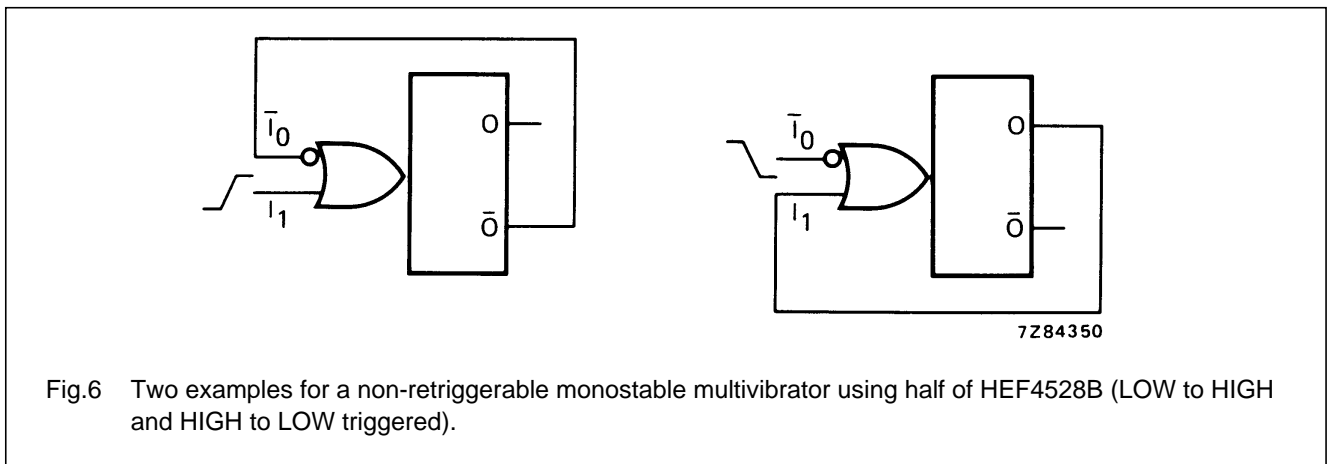 Ī0
I1
O
Ō
Ī0
I1
O
Ō
7Z84350
Fig.6 Two examples for a non-retriggerable monostable multivibrator using half of HEF4528B (LOW to HIGH
and HIGH to LOW triggered).